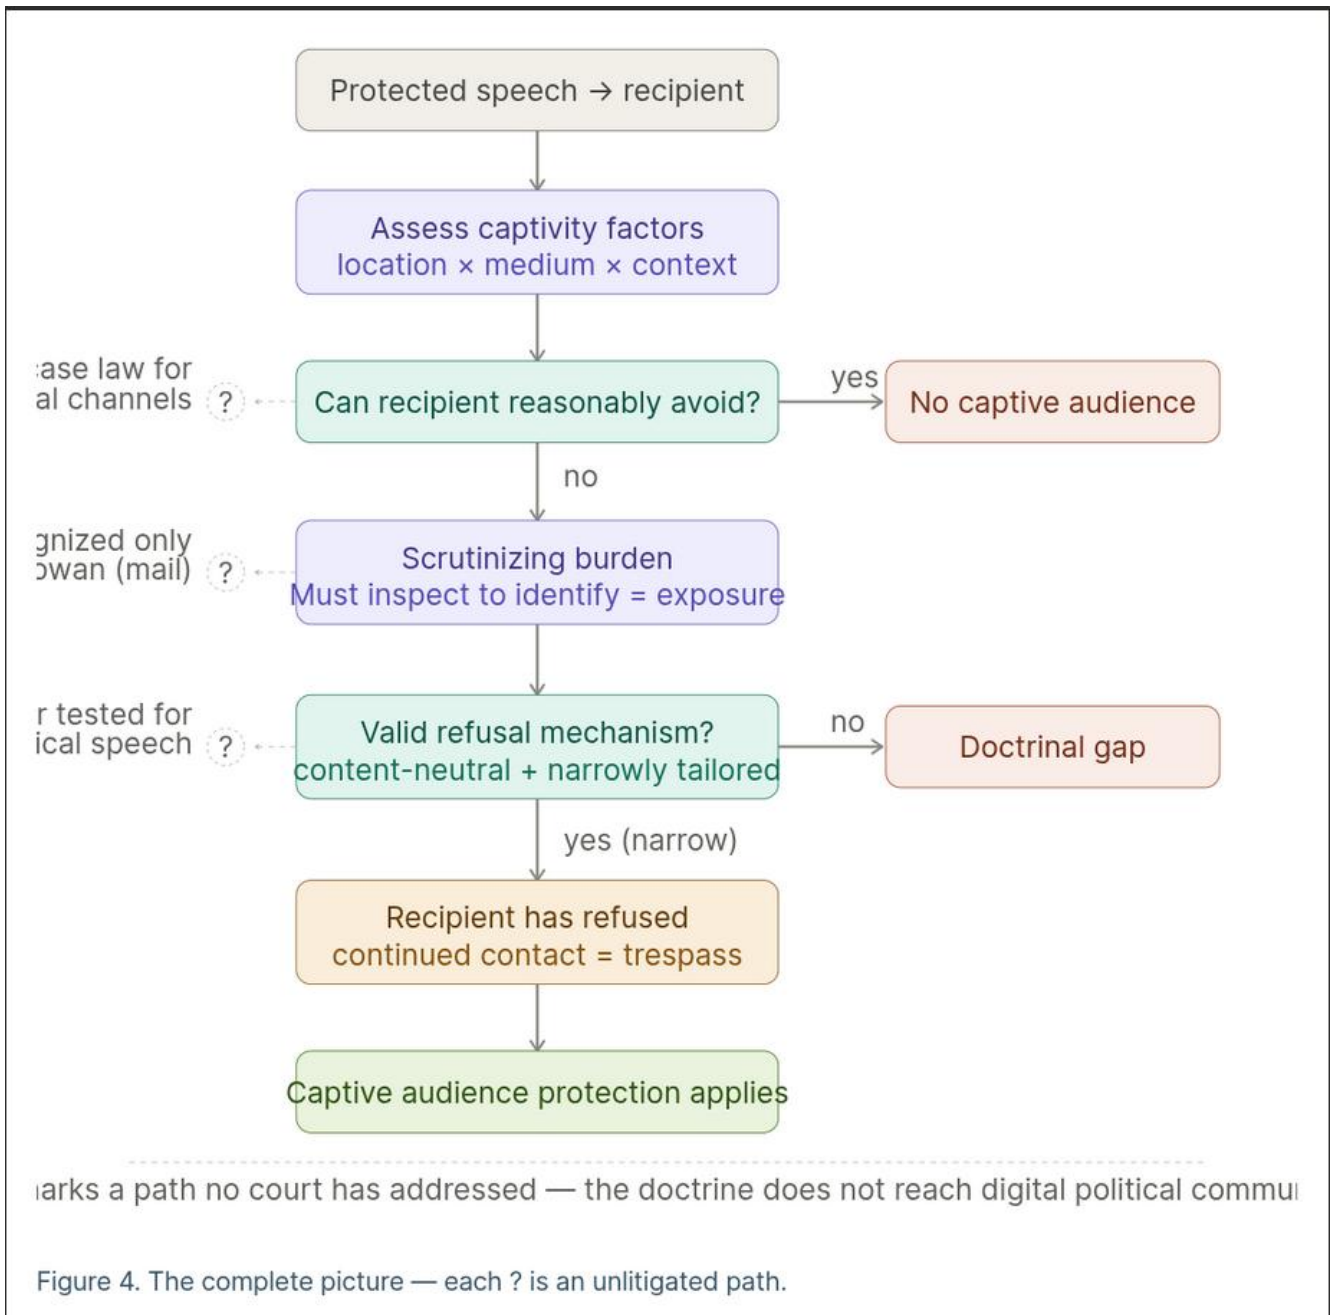 Protected speech → recipient
Assess captivity factors
location × medium × context
case law for
al channels
?
Can recipient reasonably avoid?
yes
No captive audience
no
gnized only
owan (mail)
?
Scrutinizing burden
Must inspect to identify = exposure
r tested for
ical speech
?
Valid refusal mechanism?
content-neutral + narrowly tailored
no
Doctrinal gap
yes (narrow)
Recipient has refused
continued contact = trespass
Captive audience protection applies
arks a path no court has addressed — the doctrine does not reach digital political commu
Figure 4. The complete picture — each ? is an unlitigated path.